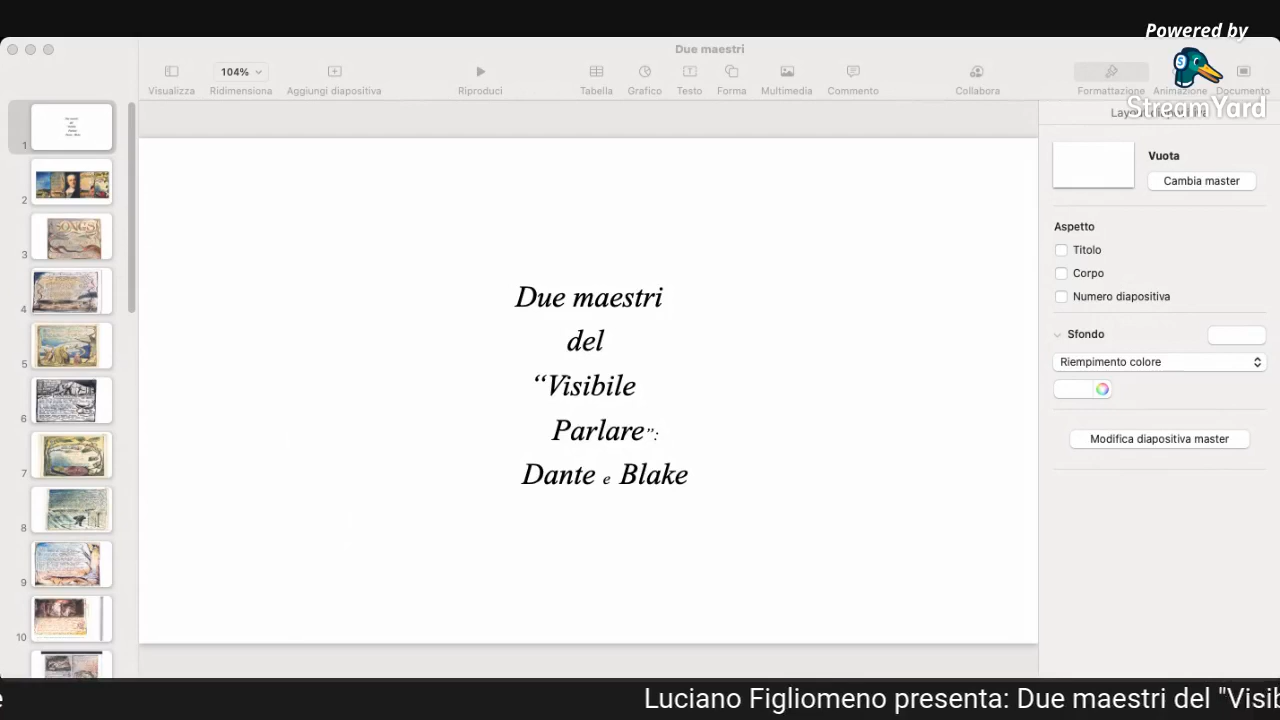 Powered by
StreamYard
Due maestri
104%
Visualizza Ridimensiona Aggiungi diapositiva Riproduci Tabella Grafico Testo Forma Multimedia Commento Collabora Formattazione Animazione Documento
Vuota
Cambia master
Aspetto
Titolo
Corpo
Numero diapositiva
Sfondo
Riempimento colore
Modifica diapositiva master
1
2
3
SONGS
4
5
6
7
8
9
10
Due maestri
del
“Visibile
Parlare”:
Dante e Blake
e
Luciano Figliomeno presenta: Due maestri del "Visib